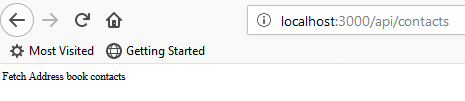 localhost:3000/api/contacts
Most Visited Getting Started
Fetch Address book contacts